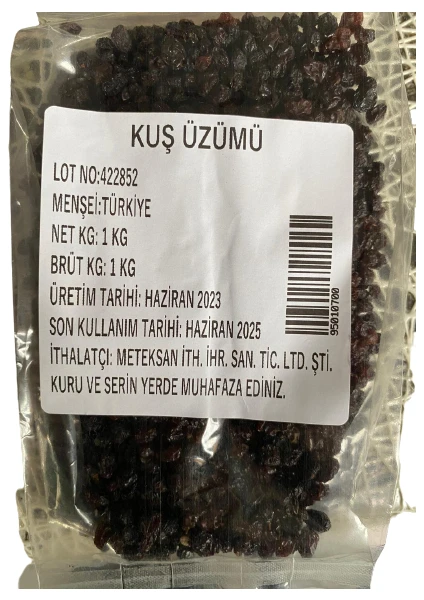 KUŞ ÜZÜMÜ
LOT NO:422852
MENŞEİ:TÜRKİYE
NET KG: 1 KG
BRÜT KG: 1 KG
ÜRETİM TARİHİ: HAZİRAN 2023
SON KULLANIM TARİHİ: HAZİRAN 2025
İTHALATÇI: METEKSAN İTH. İHR. SAN. TİC. LTD. ŞTİ.
KURU VE SERİN YERDE MUHAFAZA EDİNİZ.
95010700